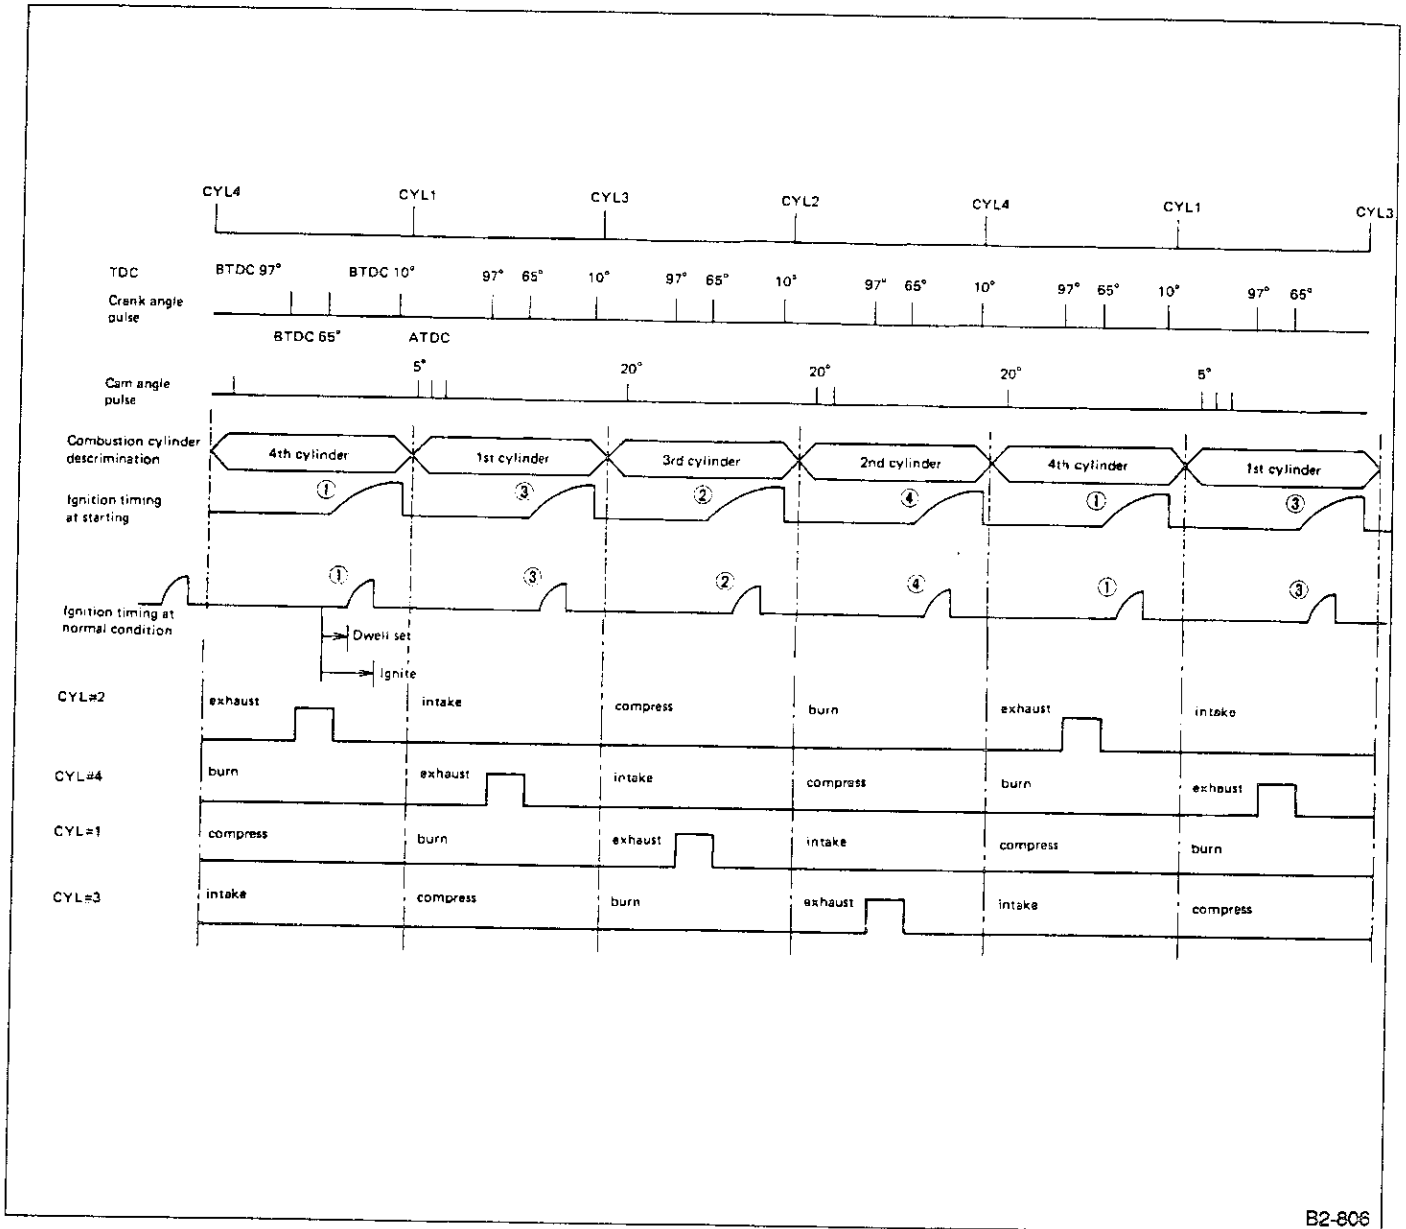 CYL4 CYL1 CYL3 CYL2 CYL4 CYL1 CYL3
TDC BTDC 97° BTDC 10° 97° 65° 10° 97° 65° 10° 97° 65° 10° 97° 65° 10° 97° 65°
Crank angle
pulse
BTDC 65° ATDC
5° 20° 20° 20° 5°
Cam angle
pulse
Combustion cylinder
descrimination
4th cylinder 1st cylinder 3rd cylinder 2nd cylinder 4th cylinder 1st cylinder
Ignition timing
at starting
① ③ ② ④ ① ③
① ③ ② ④ ① ③
Ignition timing at
normal condition
Dwell set
Ignite
CYL#2 exhaust intake compress burn exhaust intake
CYL#4 burn exhaust intake compress burn exhaust
CYL#1 compress burn exhaust intake compress burn
CYL#3 intake compress burn exhaust intake compress
B2-806